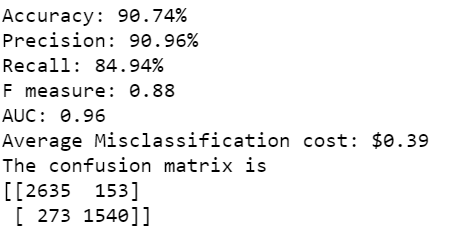 Accuracy: 90.74%
Precision: 90.96%
Recall: 84.94%
F measure: 0.88
AUC: 0.96
Average Misclassification cost: $0.39
The confusion matrix is
[[2635  153]
 [ 273 1540]]